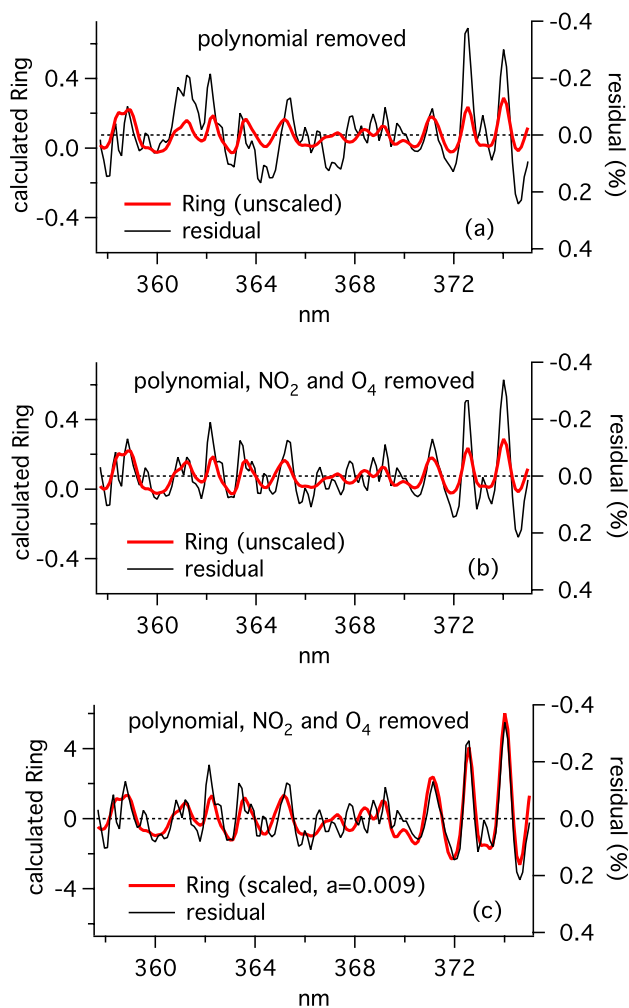 polynomial removed
calculated Ring
0.4
0.0
-0.4
-0.4
-0.2
0.0
0.2
0.4
residual (%)
Ring (unscaled)
residual
(a)
360
364
368
372
nm
polynomial, NO2 and O4 removed
calculated Ring
0.4
0.0
-0.4
-0.4
-0.2
0.0
0.2
0.4
residual (%)
Ring (unscaled)
residual
(b)
360
364
368
372
nm
polynomial, NO2 and O4 removed
calculated Ring
4
0
-4
-0.4
-0.2
0.0
0.2
0.4
residual (%)
Ring (scaled, a=0.009)
residual
(c)
360
364
368
372
nm